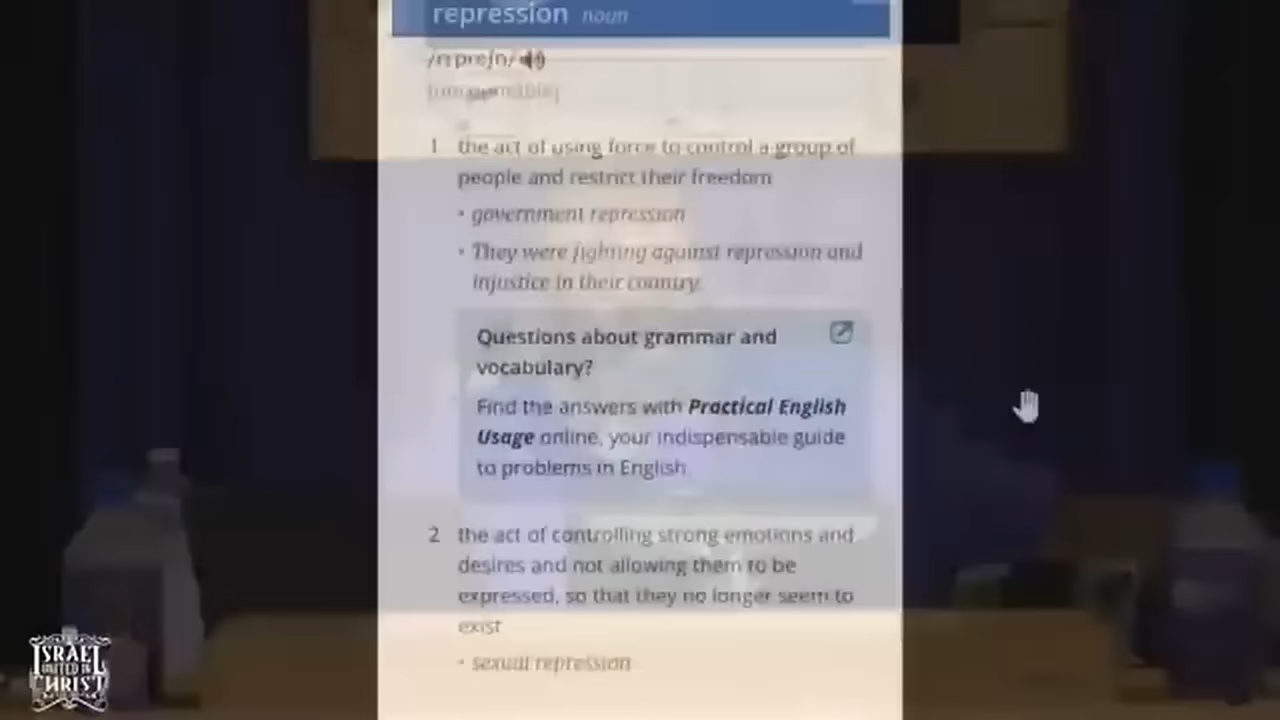 repression noun
/rɪˈpreʃn/
[uncountable]
1 the act of using force to control a group of
people and restrict their freedom
• government repression
• They were fighting against repression and
injustice in their country.
Questions about grammar and
vocabulary?
Find the answers with Practical English
Usage online, your indispensable guide
to problems in English.
2 the act of controlling strong emotions and
desires and not allowing them to be
expressed, so that they no longer seem to
exist
• sexual repression
ISRAEL
UNITED IN
CHRIST